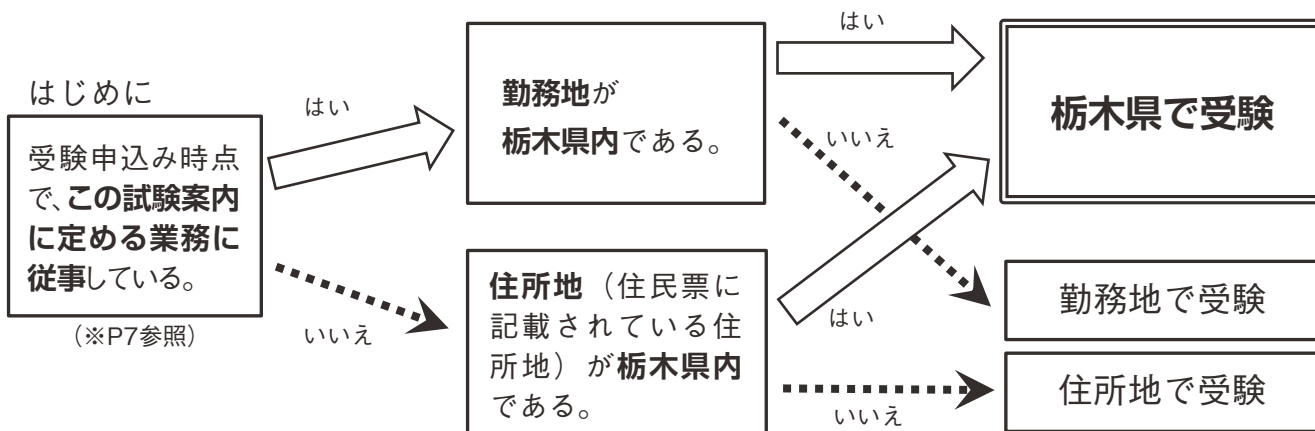 はじめに
受験申込み時点
で、この試験案内
に定める業務に
従事している。
(※P7参照)
はい
いいえ
勤務地が
栃木県内である。
はい
いいえ
住所地（住民票に
記載されている住
所地）が栃木県内
である。
はい
いいえ
栃木県で受験
勤務地で受験
住所地で受験